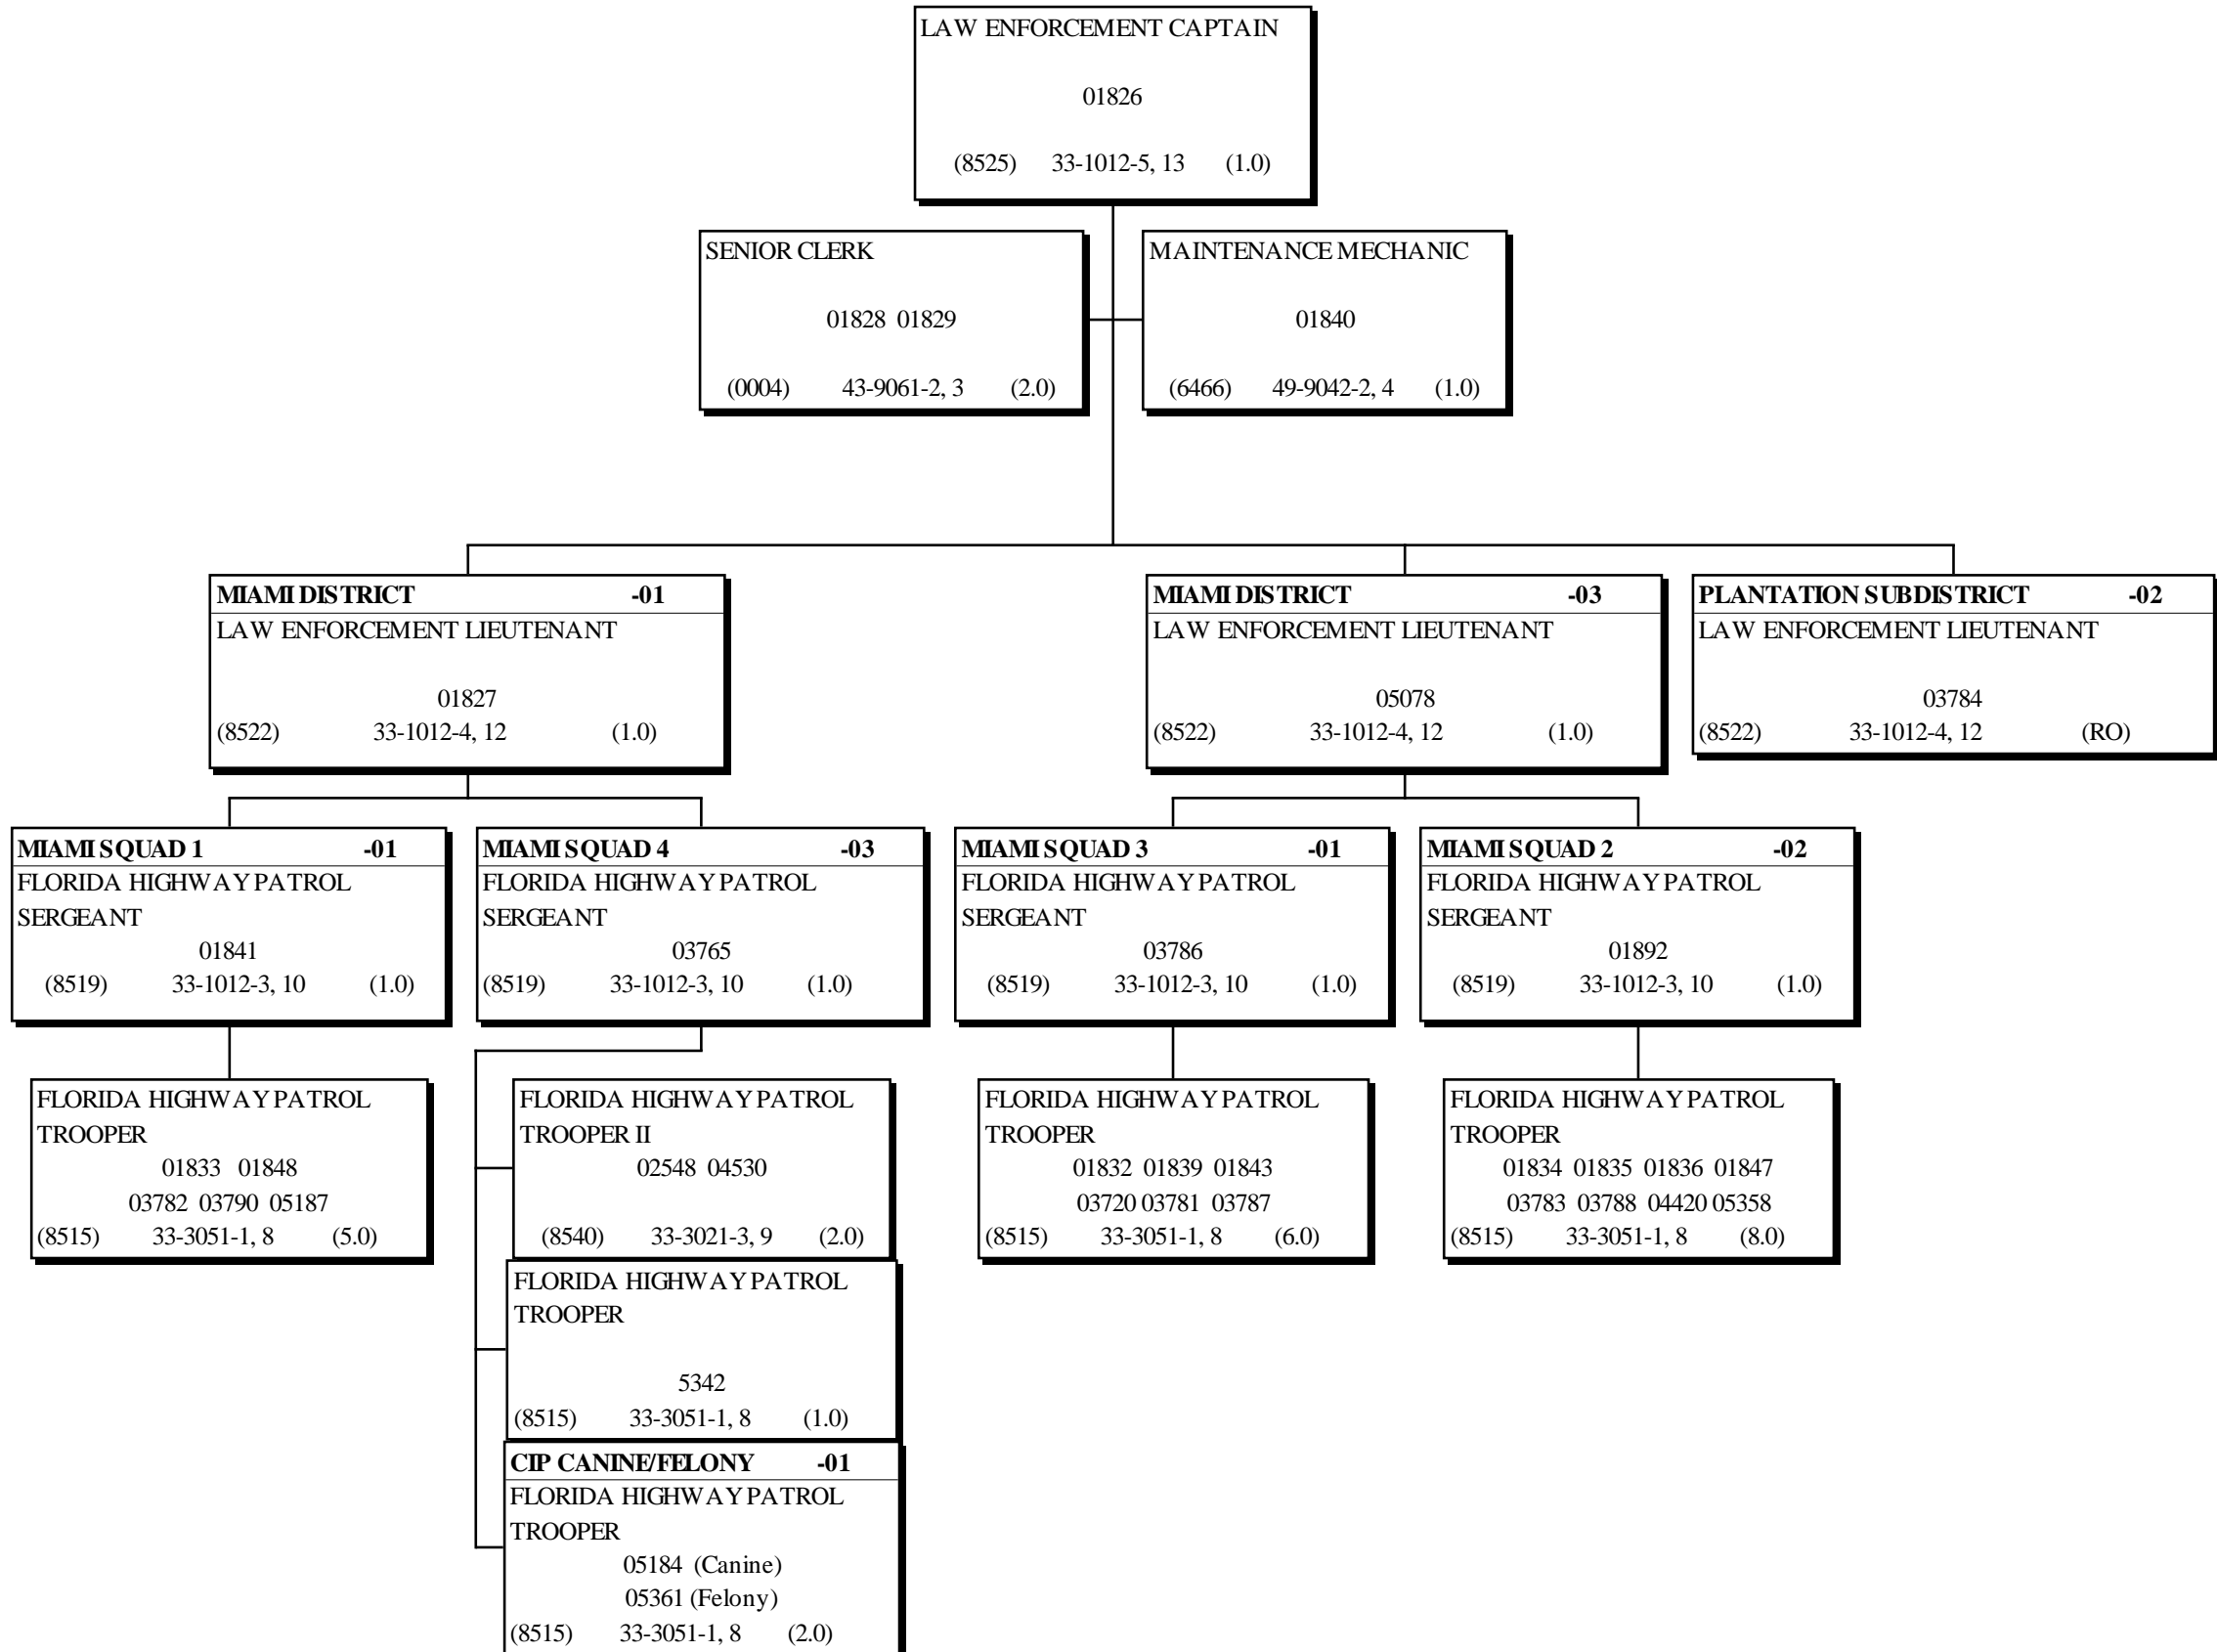 LAW ENFORCEMENT CAPTAIN
01826
(8525) 33-1012-5, 13 (1.0)
SENIOR CLERK
01828 01829
(0004) 43-9061-2, 3 (2.0)
MAINTENANCE MECHANIC
01840
(6466) 49-9042-2, 4 (1.0)
MIAMI DISTRICT -01
LAW ENFORCEMENT LIEUTENANT
01827
(8522) 33-1012-4, 12 (1.0)
MIAMI DISTRICT -03
LAW ENFORCEMENT LIEUTENANT
05078
(8522) 33-1012-4, 12 (1.0)
PLANTATION SUBDISTRICT -02
LAW ENFORCEMENT LIEUTENANT
03784
(8522) 33-1012-4, 12 (RO)
MIAMI SQUAD 1 -01
FLORIDA HIGHWAY PATROL
SERGEANT
01841
(8519) 33-1012-3, 10 (1.0)
MIAMI SQUAD 4 -03
FLORIDA HIGHWAY PATROL
SERGEANT
03765
(8519) 33-1012-3, 10 (1.0)
MIAMI SQUAD 3 -01
FLORIDA HIGHWAY PATROL
SERGEANT
03786
(8519) 33-1012-3, 10 (1.0)
MIAMI SQUAD 2 -02
FLORIDA HIGHWAY PATROL
SERGEANT
01892
(8519) 33-1012-3, 10 (1.0)
FLORIDA HIGHWAY PATROL
TROOPER
01833 01848
03782 03790 05187
(8515) 33-3051-1, 8 (5.0)
FLORIDA HIGHWAY PATROL
TROOPER II
02548 04530
(8540) 33-3021-3, 9 (2.0)
FLORIDA HIGHWAY PATROL
TROOPER
5342
(8515) 33-3051-1, 8 (1.0)
CIP CANINE/FELONY -01
FLORIDA HIGHWAY PATROL
TROOPER
05184 (Canine)
05361 (Felony)
(8515) 33-3051-1, 8 (2.0)
FLORIDA HIGHWAY PATROL
TROOPER
01832 01839 01843
03720 03781 03787
(8515) 33-3051-1, 8 (6.0)
FLORIDA HIGHWAY PATROL
TROOPER
01834 01835 01836 01847
03783 03788 04420 05358
(8515) 33-3051-1, 8 (8.0)